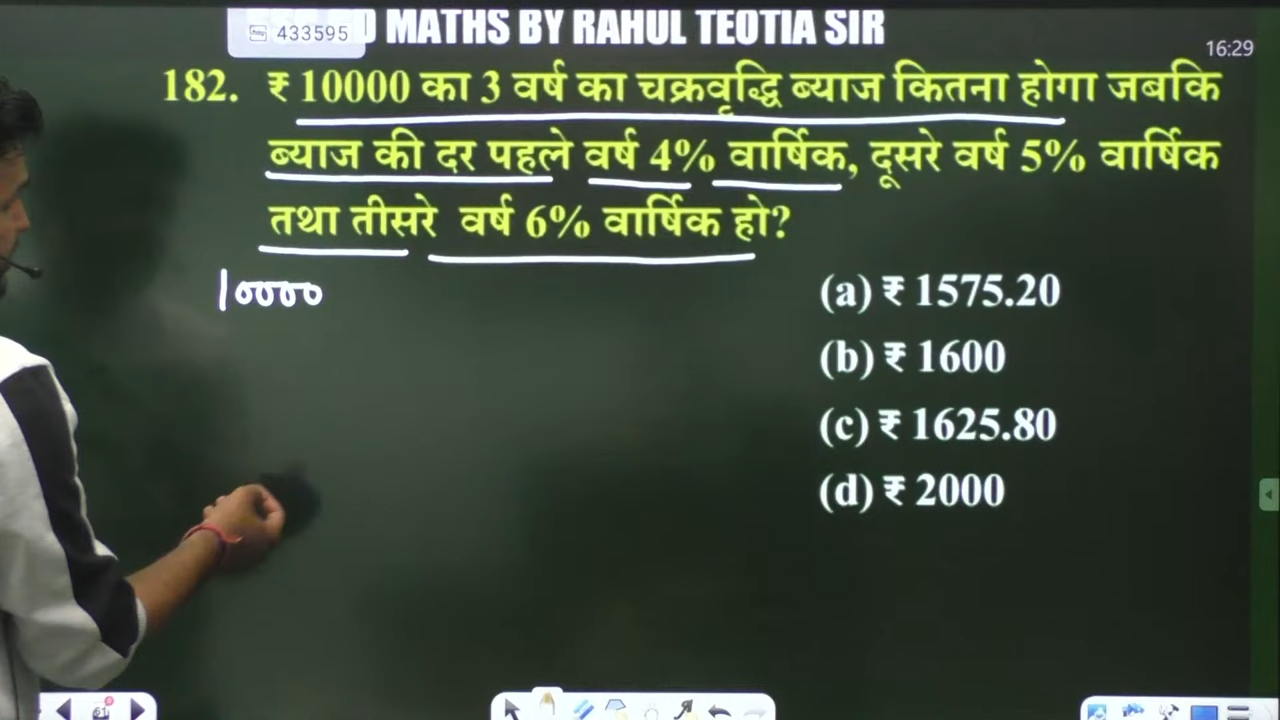 433595 D MATHS BY RAHUL TEOTIA SIR
16:29
182. ₹ 10000 का 3 वर्ष का चक्रवृद्धि ब्याज कितना होगा जबकि
ब्याज की दर पहले वर्ष 4% वार्षिक, दूसरे वर्ष 5% वार्षिक
तथा तीसरे वर्ष 6% वार्षिक हो?
10000
(a) ₹ 1575.20
(b) ₹ 1600
(c) ₹ 1625.80
(d) ₹ 2000